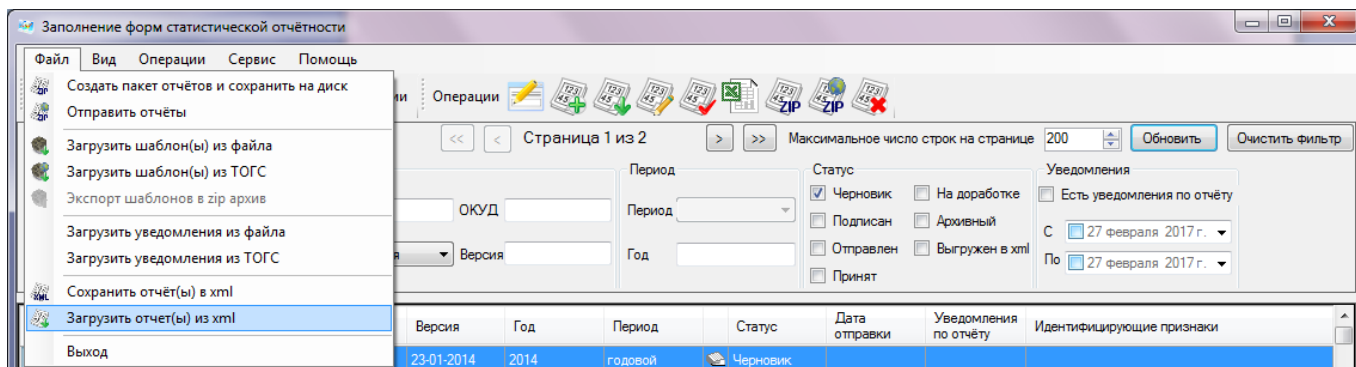 Заполнение форм статистической отчётности
Файл Вид Операции Сервис Помощь
Создать пакет отчётов и сохранить на диск
Отправить отчёты
Загрузить шаблон(ы) из файла
Загрузить шаблон(ы) из ТОГС
Экспорт шаблонов в zip архив
Загрузить уведомления из файла
Загрузить уведомления из ТОГС
Сохранить отчёт(ы) в xml
Загрузить отчет(ы) из xml
Выход
ии Операции ZIP ZIP
<< < Страница 1 из 2 > >> Максимальное число строк на странице 200 Обновить Очистить фильтр
Период Статус Уведомления
Черновик На доработке Есть уведомления по отчёту
ОКУД Период
Подписан Архивный
С 27 февраля 2017 г.
я Версия Год Отправлен Выгружен в xml
По 27 февраля 2017 г.
Принят
Версия Год Период Статус Дата отправки Уведомления по отчёту Идентифицирующие признаки
23-01-2014 2014 годовой Черновик